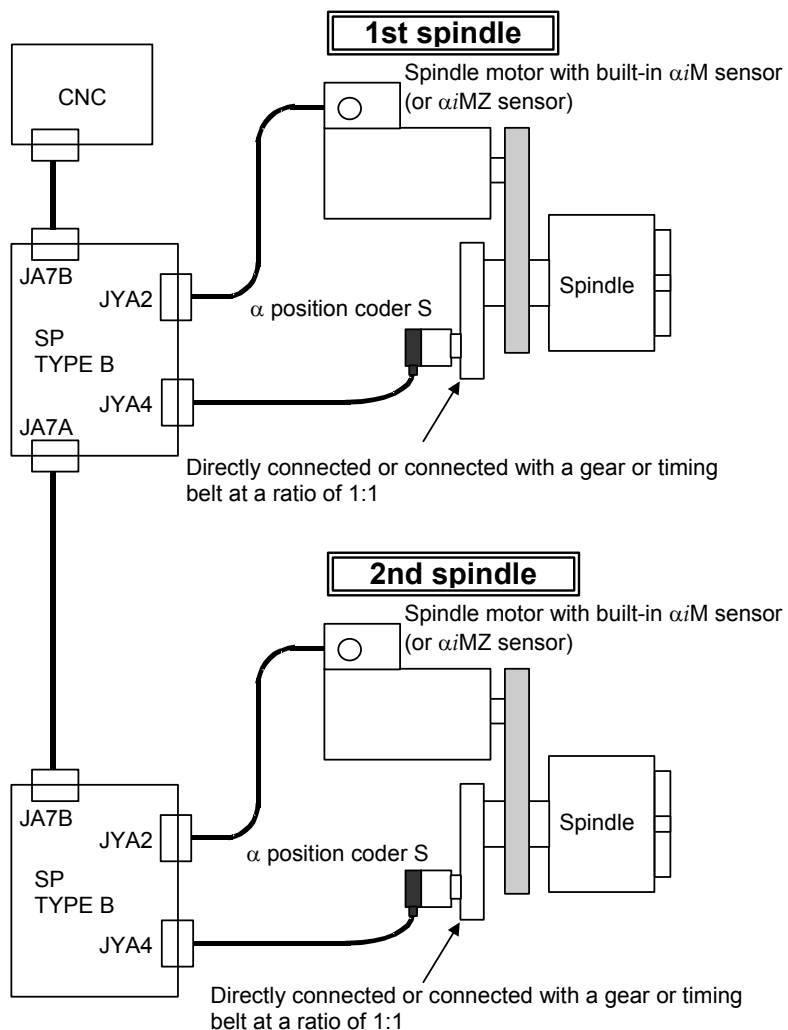 1st spindle
Spindle motor with built-in αiM sensor
(or αiMZ sensor)
CNC
JA7B
JYA2
SP
TYPE B
α position coder S
Spindle
JYA4
JA7A
Directly connected or connected with a gear or timing
belt at a ratio of 1:1
2nd spindle
Spindle motor with built-in αiM sensor
(or αiMZ sensor)
JA7B
JYA2
SP
TYPE B
α position coder S
Spindle
JYA4
Directly connected or connected with a gear or timing
belt at a ratio of 1:1